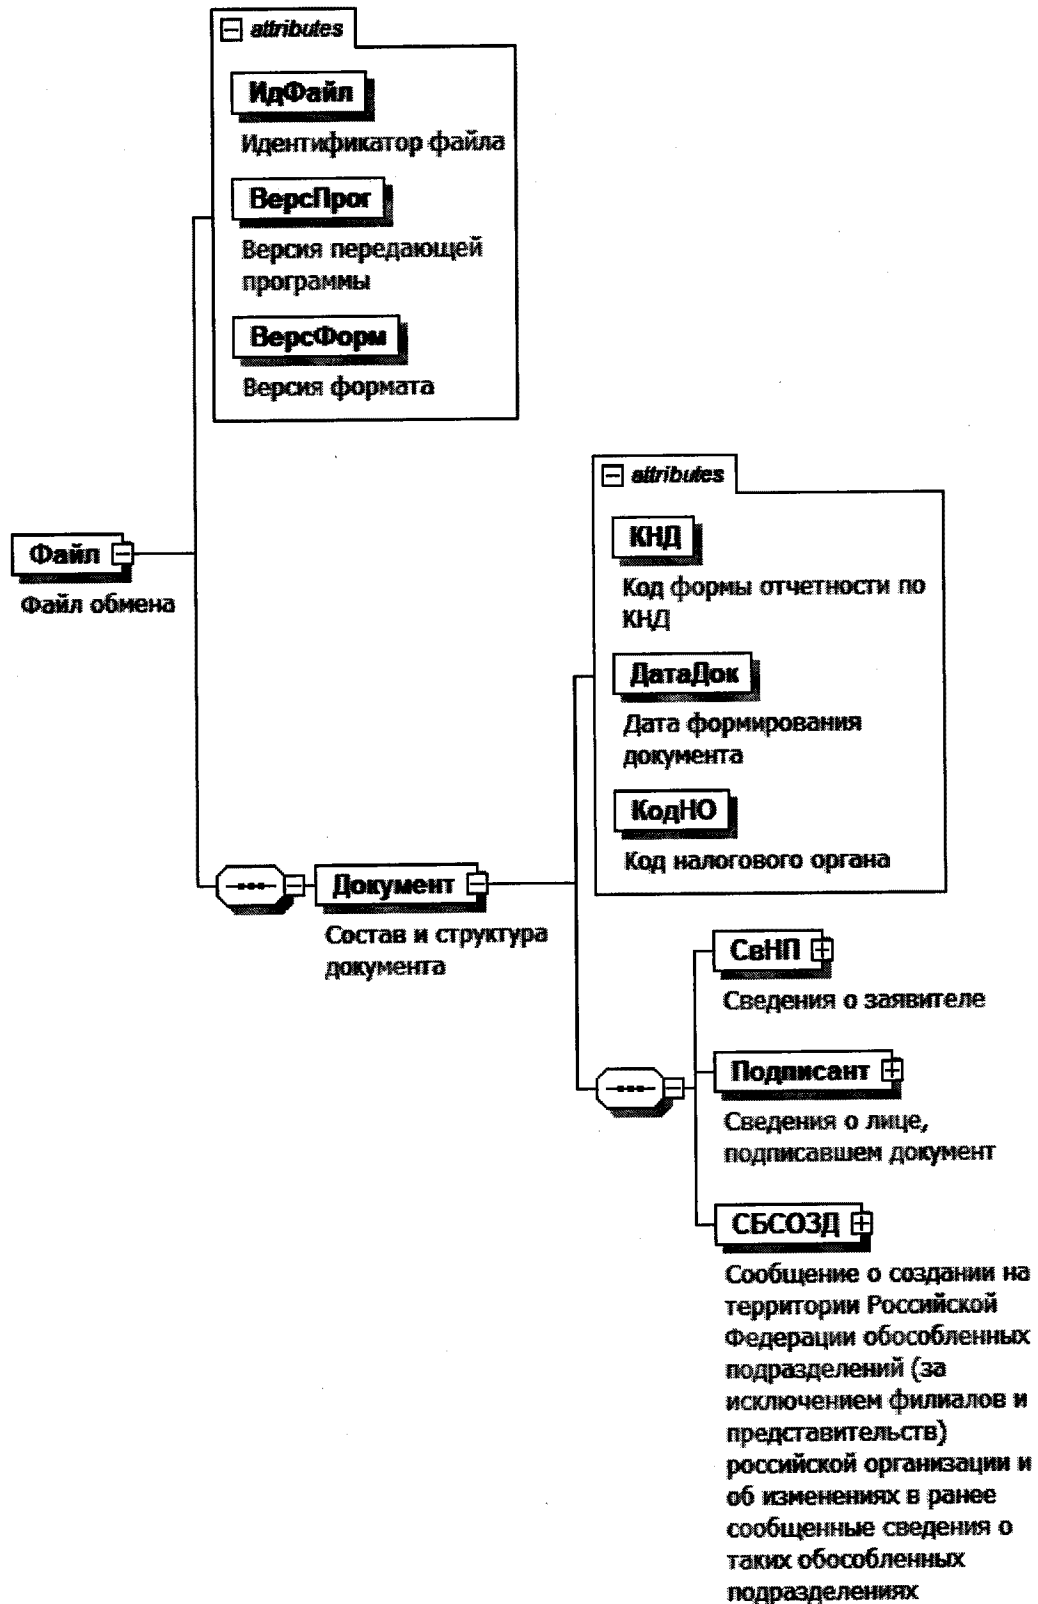 attributes
ИдФайл
Идентификатор файла
ВерсПрог
Версия передающей
программы
ВерсФорм
Версия формата
Файл
Файл обмена
attributes
КНД
Код формы отчетности по
КНД
ДатаДок
Дата формирования
документа
КодНО
Код налогового органа
Документ
Состав и структура
документа
СвНП
Сведения о заявителе
Подписант
Сведения о лице,
подписавшем документ
СБСОЗД
Сообщение о создании на
территории Российской
Федерации обособленных
подразделений (за
исключением филиалов и
представительств)
российской организации и
об изменениях в ранее
сообщенные сведения о
таких обособленных
подразделениях